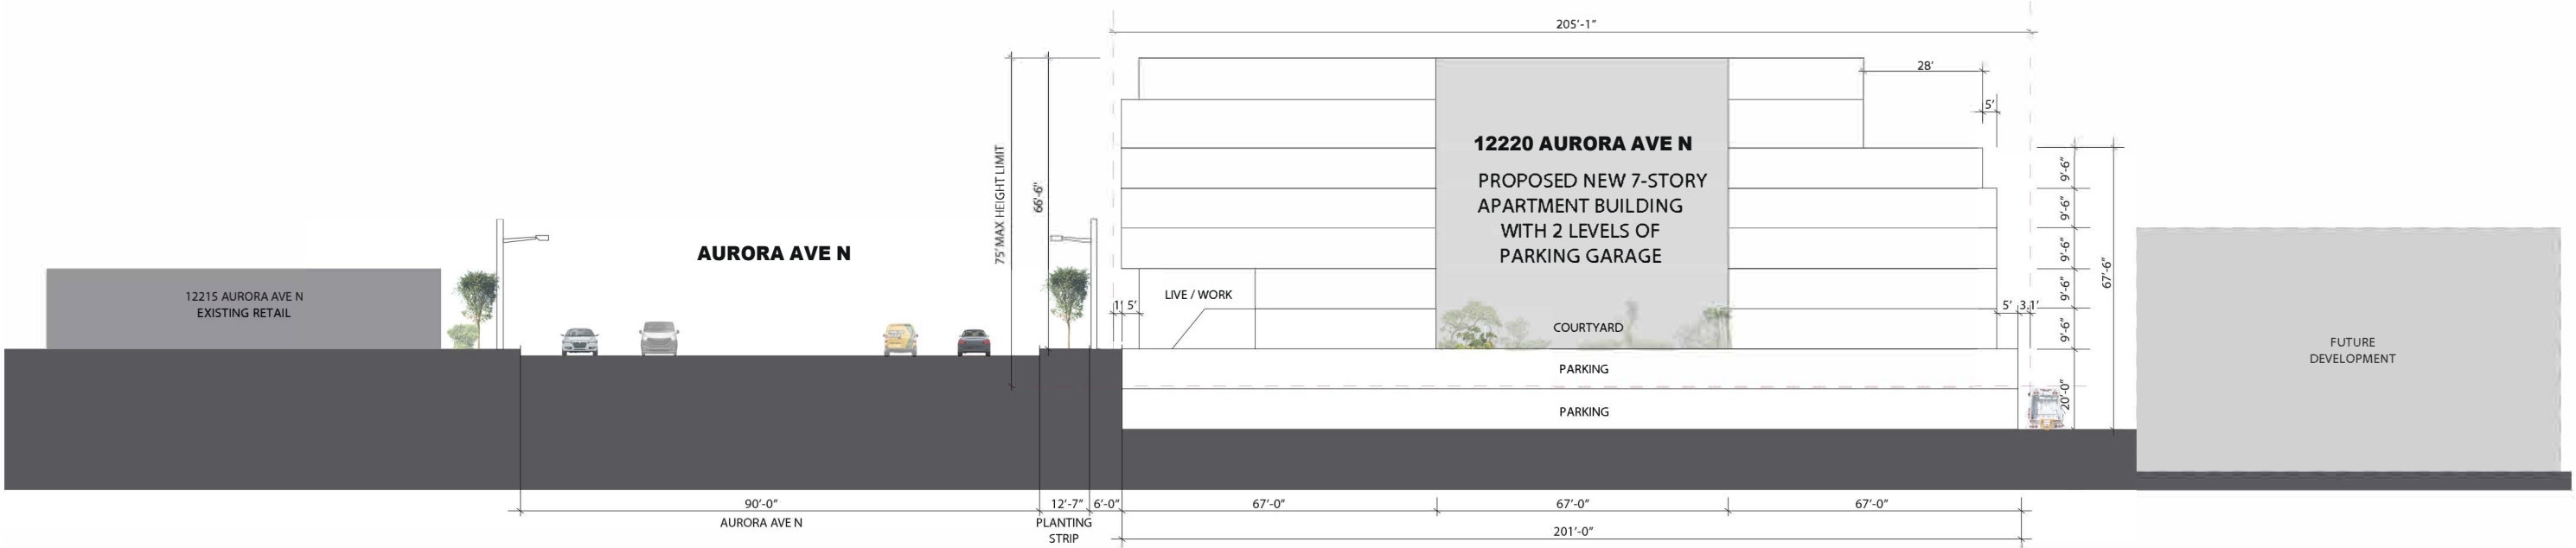 205'-1"
28'
5'
12220 AURORA AVE N
PROPOSED NEW 7-STORY
APARTMENT BUILDING
WITH 2 LEVELS OF
PARKING GARAGE
75' MAX HEIGHT LIMIT
66'-6"
AURORA AVE N
12215 AURORA AVE N
EXISTING RETAIL
1' 5'
LIVE / WORK
COURTYARD
5' 3.1'
9'-6"
9'-6"
9'-6"
9'-6"
9'-6"
20'-0"
67'-6"
FUTURE
DEVELOPMENT
PARKING
PARKING
90'-0" 12'-7" 6'-0" 67'-0" 67'-0" 67'-0"
AURORA AVE N
PLANTING
STRIP
201'-0"